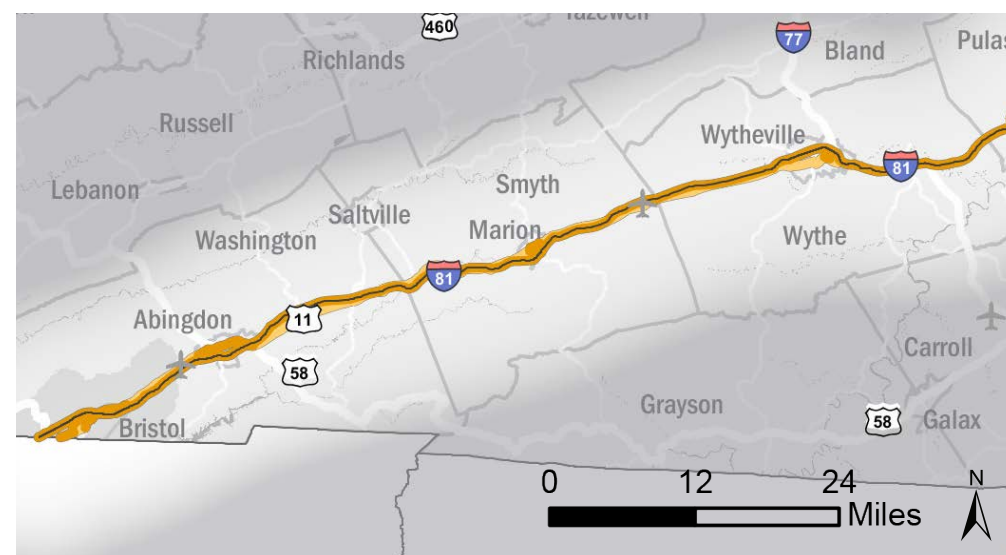 460
Richlands
77
Bland
Russell
Wytheville
81
Lebanon
Smyth
Saltville
Washington
Marion
Wythe
81
Abingdon
11
58
Carroll
Grayson
Bristol
58
Galax
0 12 24
Miles
N